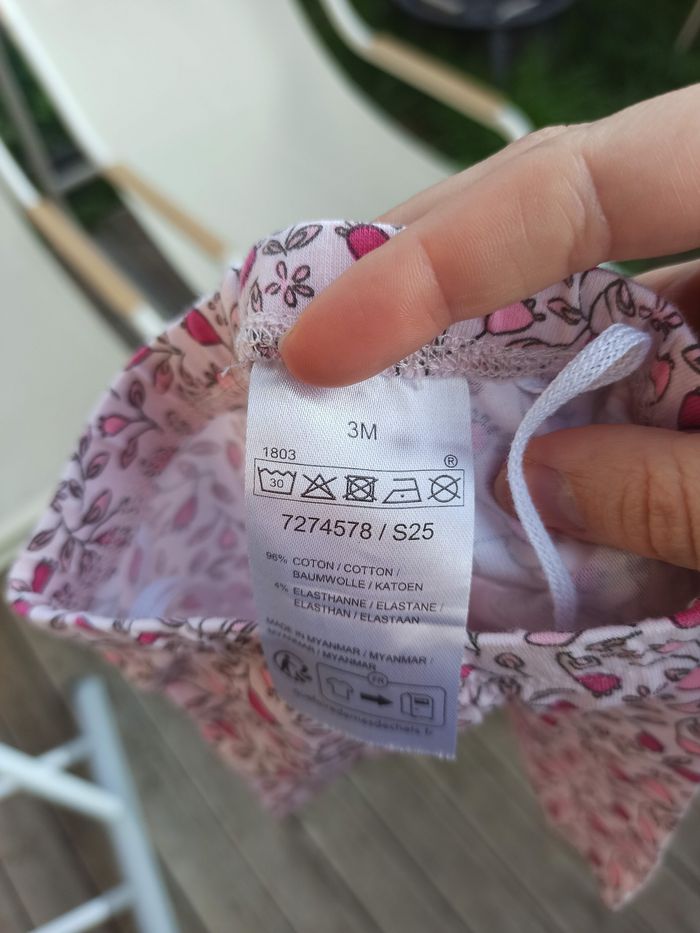 3M
1803
®
30
7274578 / S25
96% COTON / COTTON /
BAUMWOLLE / KATOEN
4% ELASTHANNE / ELASTANE /
ELASTHAN / ELASTAAN
MADE IN MYANMAR / MYANMAR /
MYANMAR / MYANMAR
FR